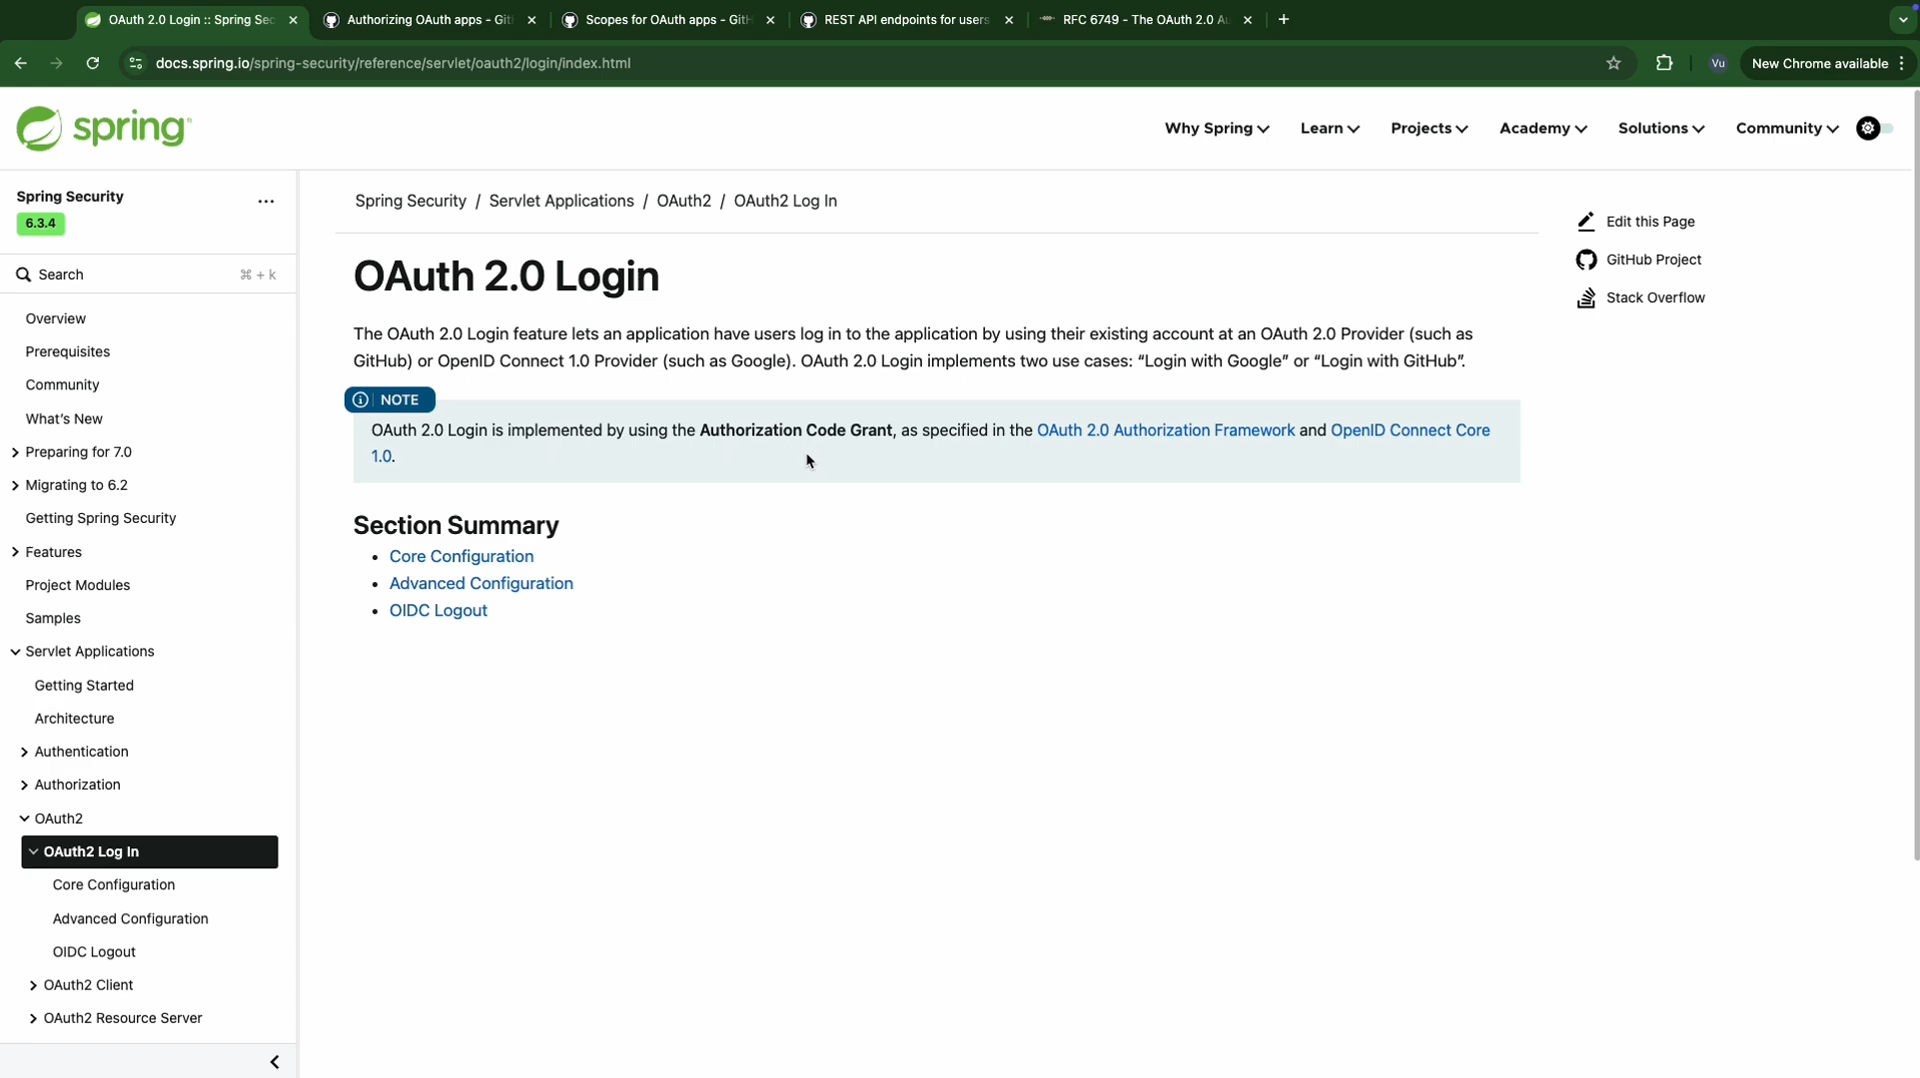 OAuth 2.0 Login :: Spring Sec
Authorizing OAuth apps - Git
Scopes for OAuth apps - GitH
REST API endpoints for users
RFC 6749 - The OAuth 2.0 Au
docs.spring.io/spring-security/reference/servlet/oauth2/login/index.html
Vu
New Chrome available
spring
Why Spring
Learn
Projects
Academy
Solutions
Community
Spring Security
6.3.4
Search
⌘ + k
Overview
Prerequisites
Community
What's New
Preparing for 7.0
Migrating to 6.2
Getting Spring Security
Features
Project Modules
Samples
Servlet Applications
Getting Started
Architecture
Authentication
Authorization
OAuth2
OAuth2 Log In
Core Configuration
Advanced Configuration
OIDC Logout
OAuth2 Client
OAuth2 Resource Server
Spring Security / Servlet Applications / OAuth2 / OAuth2 Log In
OAuth 2.0 Login
The OAuth 2.0 Login feature lets an application have users log in to the application by using their existing account at an OAuth 2.0 Provider (such as
GitHub) or OpenID Connect 1.0 Provider (such as Google). OAuth 2.0 Login implements two use cases: “Login with Google” or “Login with GitHub”.
NOTE
OAuth 2.0 Login is implemented by using the Authorization Code Grant, as specified in the OAuth 2.0 Authorization Framework and OpenID Connect Core
1.0.
Section Summary
Core Configuration
Advanced Configuration
OIDC Logout
Edit this Page
GitHub Project
Stack Overflow